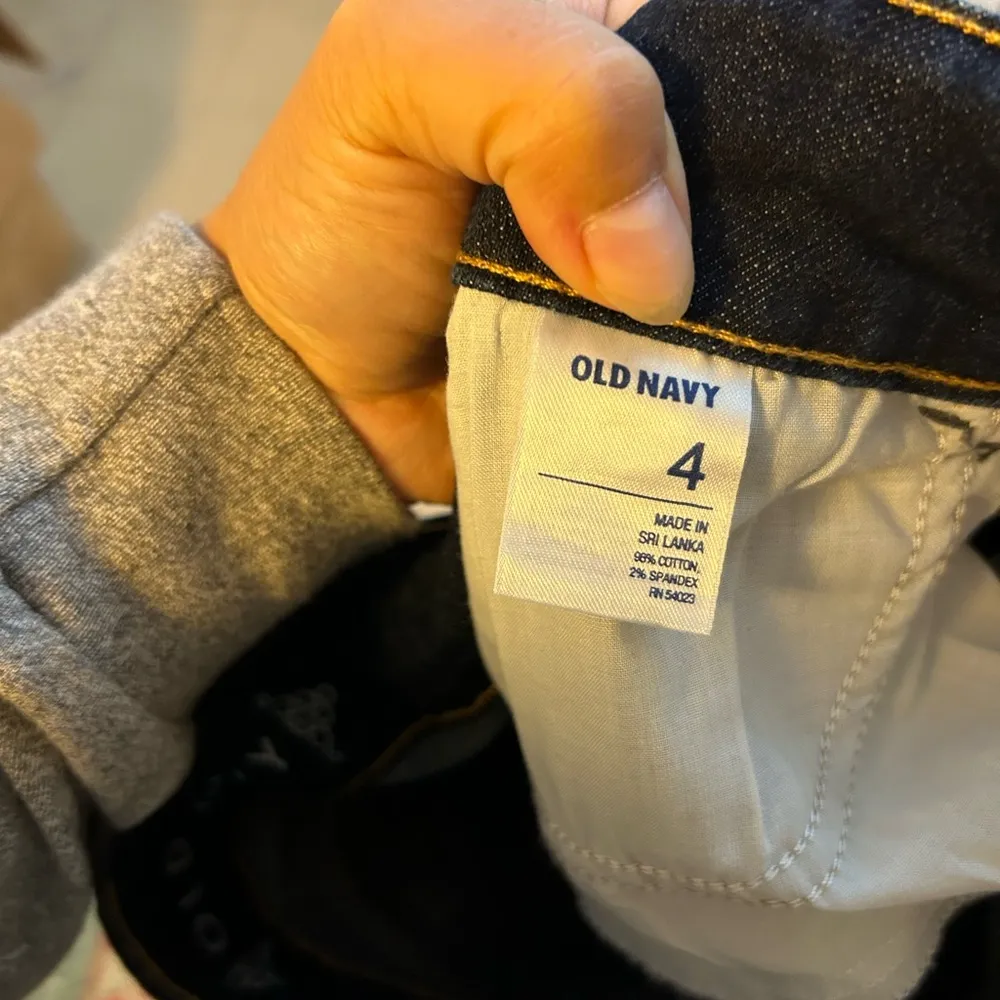 OLD NAVY
4
MADE IN
SRI LANKA
98% COTTON,
2% SPANDEX
RN 54023